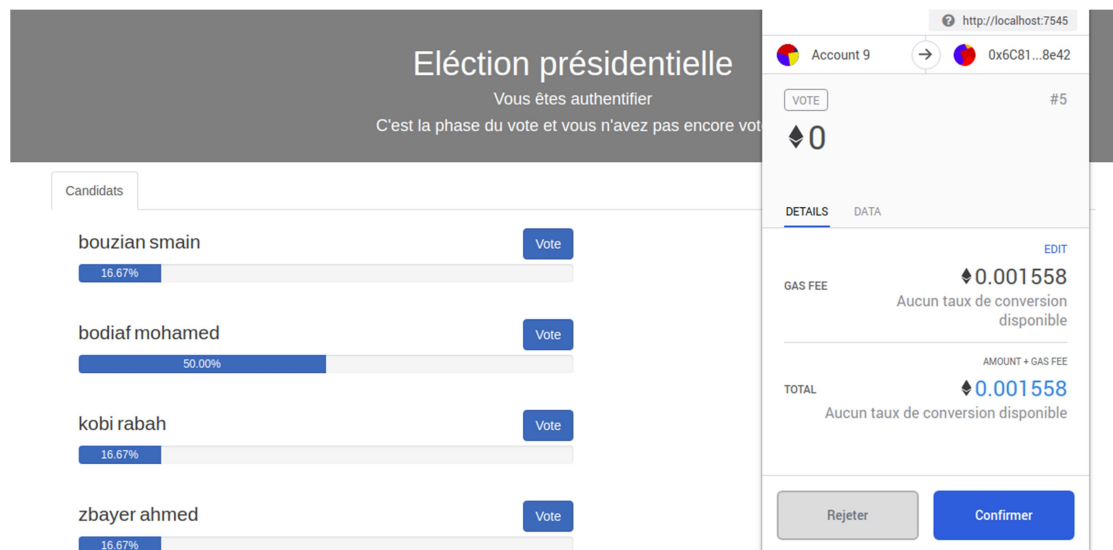 Eléction présidentielle
Vous êtes authentifier
C'est la phase du vote et vous n'avez pas encore vot
Candidats
bouzian smain
Vote
16.67%
bodiaf mohamed
Vote
50.00%
kobi rabah
Vote
16.67%
zbayer ahmed
Vote
16.67%
http://localhost:7545
Account 9
0x6C81...8e42
VOTE
#5
0
DETAILS
DATA
EDIT
GAS FEE
0.001558
Aucun taux de conversion
disponible
AMOUNT + GAS FEE
TOTAL
0.001558
Aucun taux de conversion disponible
Rejeter
Confirmer